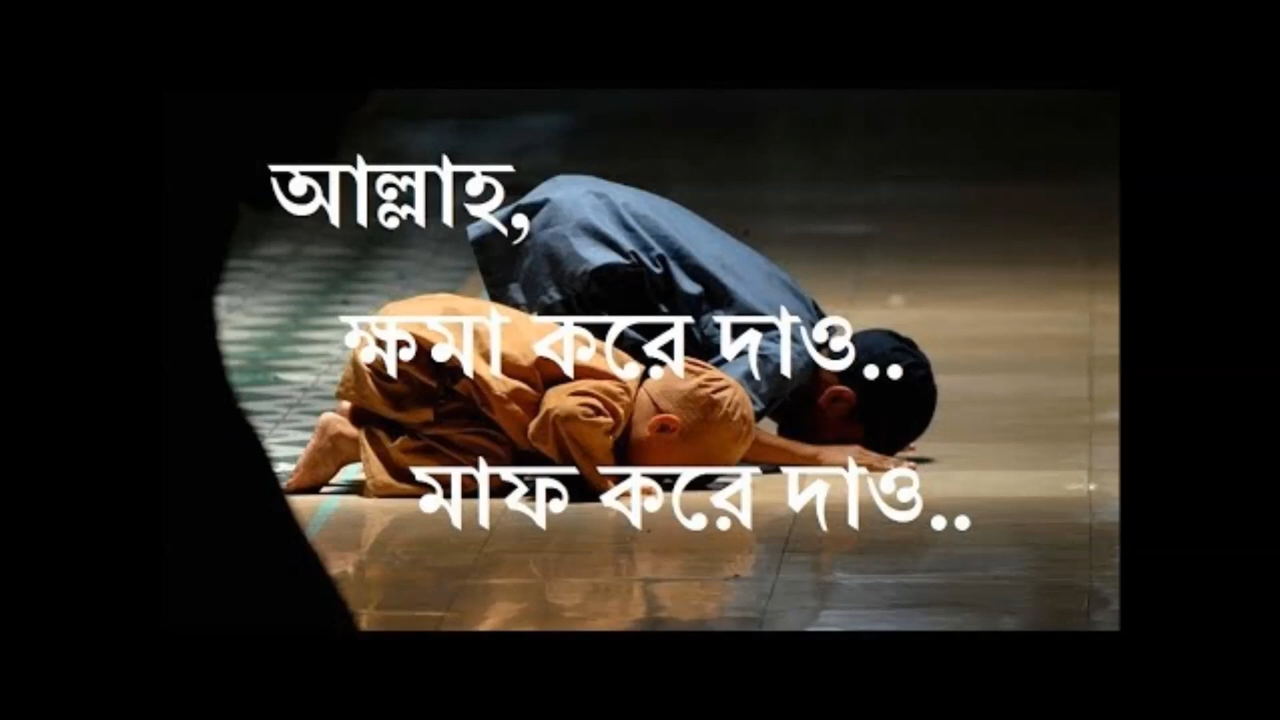 আল্লাহ,
ক্ষমা করে দাও..
মাফ করে দাও..